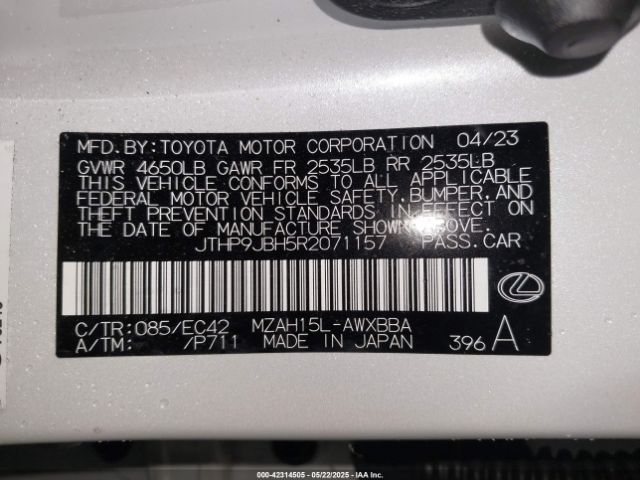 MFD.BY:TOYOTA MOTOR CORPORATION 04/23
GVWR 4650LB GAWR FR 2535LB RR 2535LB
THIS VEHICLE CONFORMS TO ALL APPLICABLE
FEDERAL MOTOR VEHICLE SAFETY,BUMPER,AND
THEFT PREVENTION STANDARDS IN EFFECT ON
THE DATE OF MANUFACTURE SHOWN ABOVE.
JTHP9JBH5R2071157 PASS.CAR
C/TR:085/EC42 MZAH15L-AWXBBA
A/TM: /P711 MADE IN JAPAN 396 A
000-42314505 - 05/22/2025 - IAA Inc.